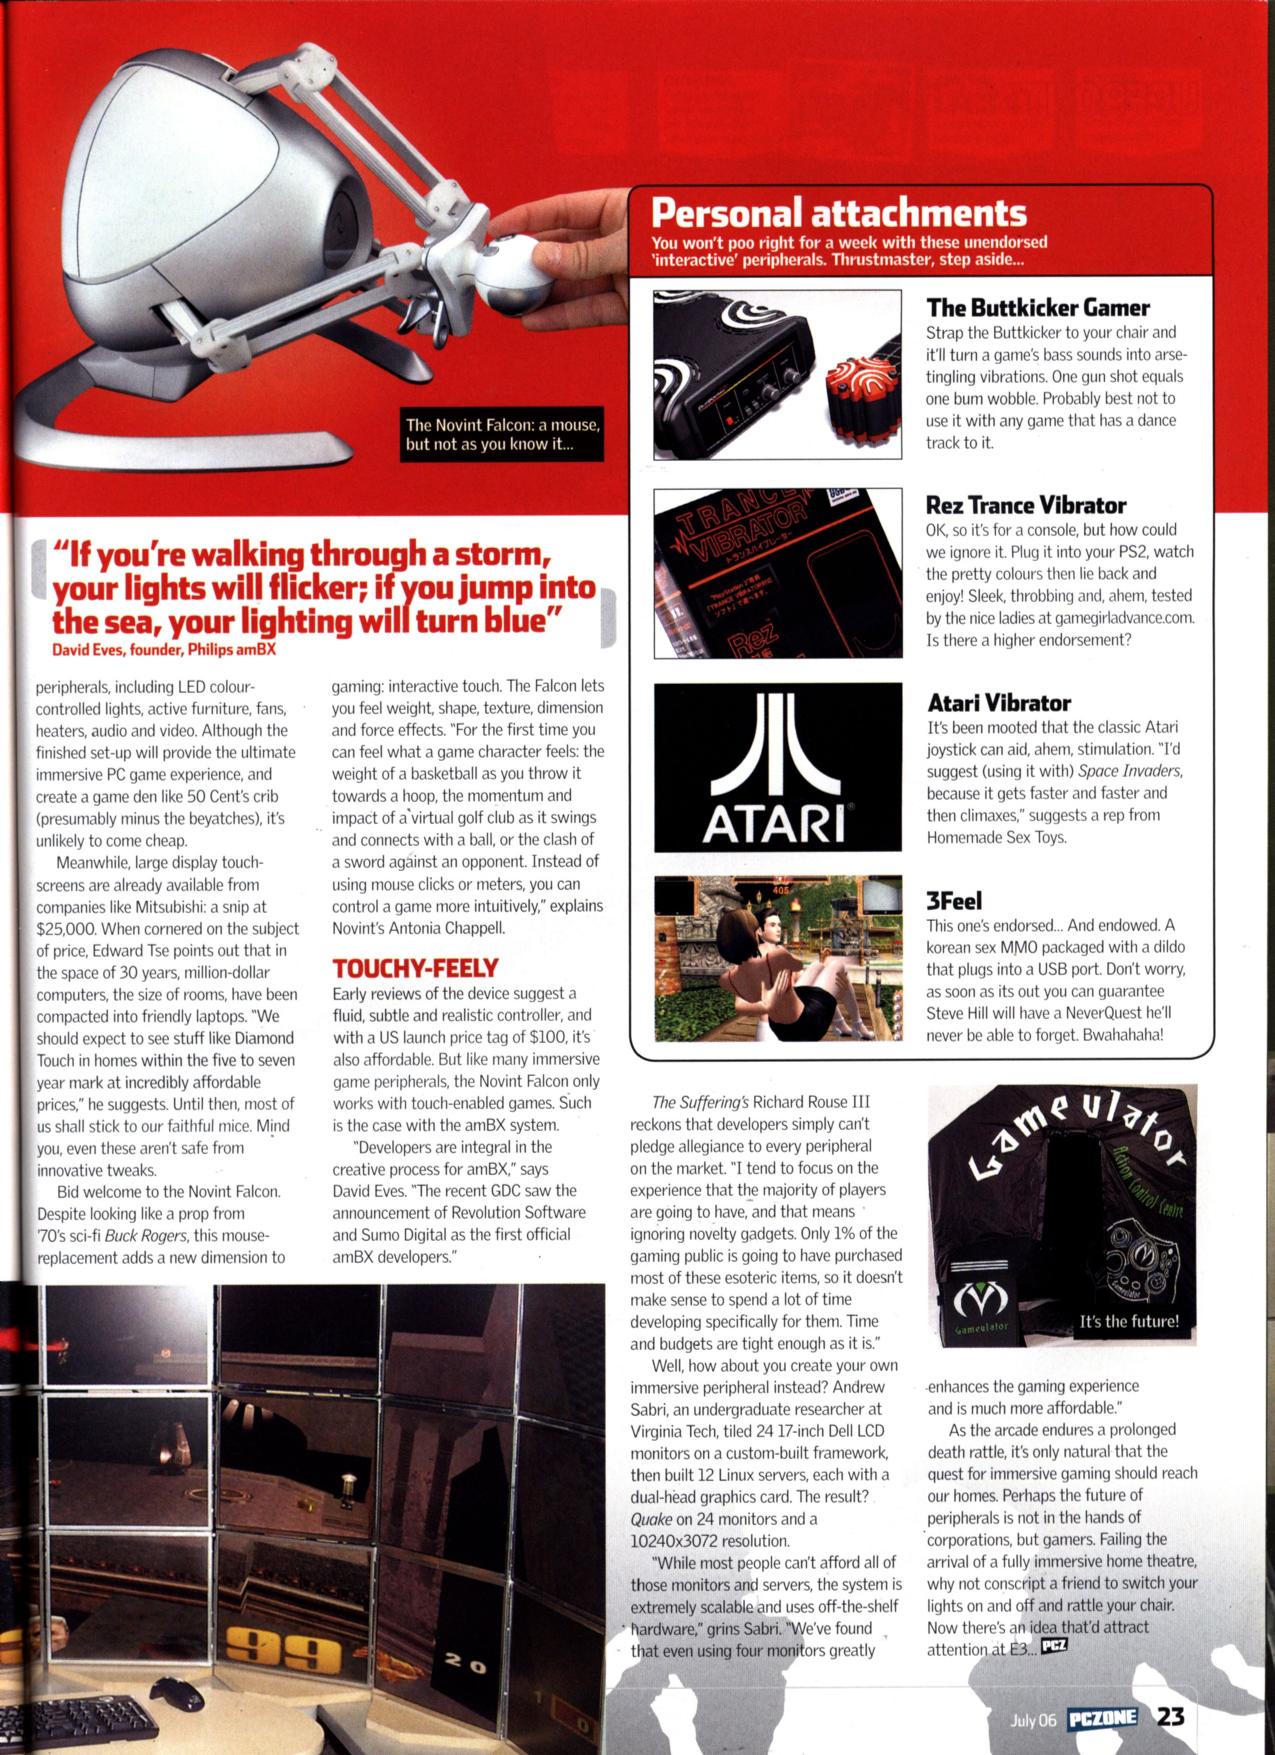 The Novint Falcon: a mouse,
but not as you know it...
"If you're walking through a storm,
your lights will flicker; if you jump into
the sea, your lighting will turn blue"
David Eves, founder, Philips amBX
peripherals, including LED colour-
controlled lights, active furniture, fans,
heaters, audio and video. Although the
finished set-up will provide the ultimate
immersive PC game experience, and
create a game den like 50 Cent's crib
(presumably minus the beyatches), it's
unlikely to come cheap.
Meanwhile, large display touch-
screens are already available from
companies like Mitsubishi: a snip at
$25,000. When cornered on the subject
of price, Edward Tse points out that in
the space of 30 years, million-dollar
computers, the size of rooms, have been
compacted into friendly laptops. "We
should expect to see stuff like Diamond
Touch in homes within the five to seven
year mark at incredibly affordable
prices," he suggests. Until then, most of
us shall stick to our faithful mice. Mind
you, even these aren't safe from
innovative tweaks.
Bid welcome to the Novint Falcon.
Despite looking like a prop from
'70's sci-fi Buck Rogers, this mouse-
replacement adds a new dimension to
gaming: interactive touch. The Falcon lets
you feel weight, shape, texture, dimension
and force effects. "For the first time you
can feel what a game character feels: the
weight of a basketball as you throw it
towards a hoop, the momentum and
impact of a virtual golf club as it swings
and connects with a ball, or the clash of
a sword against an opponent. Instead of
using mouse clicks or meters, you can
control a game more intuitively," explains
Novint's Antonia Chappell.
TOUCHY-FEELY
Early reviews of the device suggest a
fluid, subtle and realistic controller, and
with a US launch price tag of $100, it's
also affordable. But like many immersive
game peripherals, the Novint Falcon only
works with touch-enabled games. Such
is the case with the amBX system.
"Developers are integral in the
creative process for amBX," says
David Eves. "The recent GDC saw the
announcement of Revolution Software
and Sumo Digital as the first official
amBX developers."
99
20
0
Personal attachments
You won't poo right for a week with these unendorsed
'interactive' peripherals. Thrustmaster, step aside...
The Buttkicker Gamer
Strap the Buttkicker to your chair and
it'll turn a game's bass sounds into arse-
tingling vibrations. One gun shot equals
one bum wobble. Probably best not to
use it with any game that has a dance
track to it.
TRANCE
VIBRATOR
トランスバイブレーター
Rez
Rez Trance Vibrator
OK, so it's for a console, but how could
we ignore it. Plug it into your PS2, watch
the pretty colours then lie back and
enjoy! Sleek, throbbing and, ahem, tested
by the nice ladies at gamegirladvance.com.
Is there a higher endorsement?
ATARI®
Atari Vibrator
It's been mooted that the classic Atari
joystick can aid, ahem, stimulation. "I'd
suggest (using it with) Space Invaders,
because it gets faster and faster and
then climaxes," suggests a rep from
Homemade Sex Toys.
405
3Feel
This one's endorsed... And endowed. A
korean sex MMO packaged with a dildo
that plugs into a USB port. Don't worry,
as soon as its out you can guarantee
Steve Hill will have a NeverQuest he'll
never be able to forget. Bwahahaha!
The Suffering's Richard Rouse III
reckons that developers simply can't
pledge allegiance to every peripheral
on the market. "I tend to focus on the
experience that the majority of players
are going to have, and that means
ignoring novelty gadgets. Only 1% of the
gaming public is going to have purchased
most of these esoteric items, so it doesn't
make sense to spend a lot of time
developing specifically for them. Time
and budgets are tight enough as it is."
Well, how about you create your own
immersive peripheral instead? Andrew
Sabri, an undergraduate researcher at
Virginia Tech, tiled 24 17-inch Dell LCD
monitors on a custom-built framework,
then built 12 Linux servers, each with a
dual-head graphics card. The result?
Quake on 24 monitors and a
10240x3072 resolution.
"While most people can't afford all of
those monitors and servers, the system is
extremely scalable and uses off-the-shelf
hardware," grins Sabri. "We've found
that even using four monitors greatly
Gameulator
Action Control Centre
Gameulator
Gameulator
It's the future!
enhances the gaming experience
and is much more affordable."
As the arcade endures a prolonged
death rattle, it's only natural that the
quest for immersive gaming should reach
our homes. Perhaps the future of
peripherals is not in the hands of
corporations, but gamers. Failing the
arrival of a fully immersive home theatre,
why not conscript a friend to switch your
lights on and off and rattle your chair.
Now there's an idea that'd attract
attention at E3... PCZ
July 06 PCZONE 23